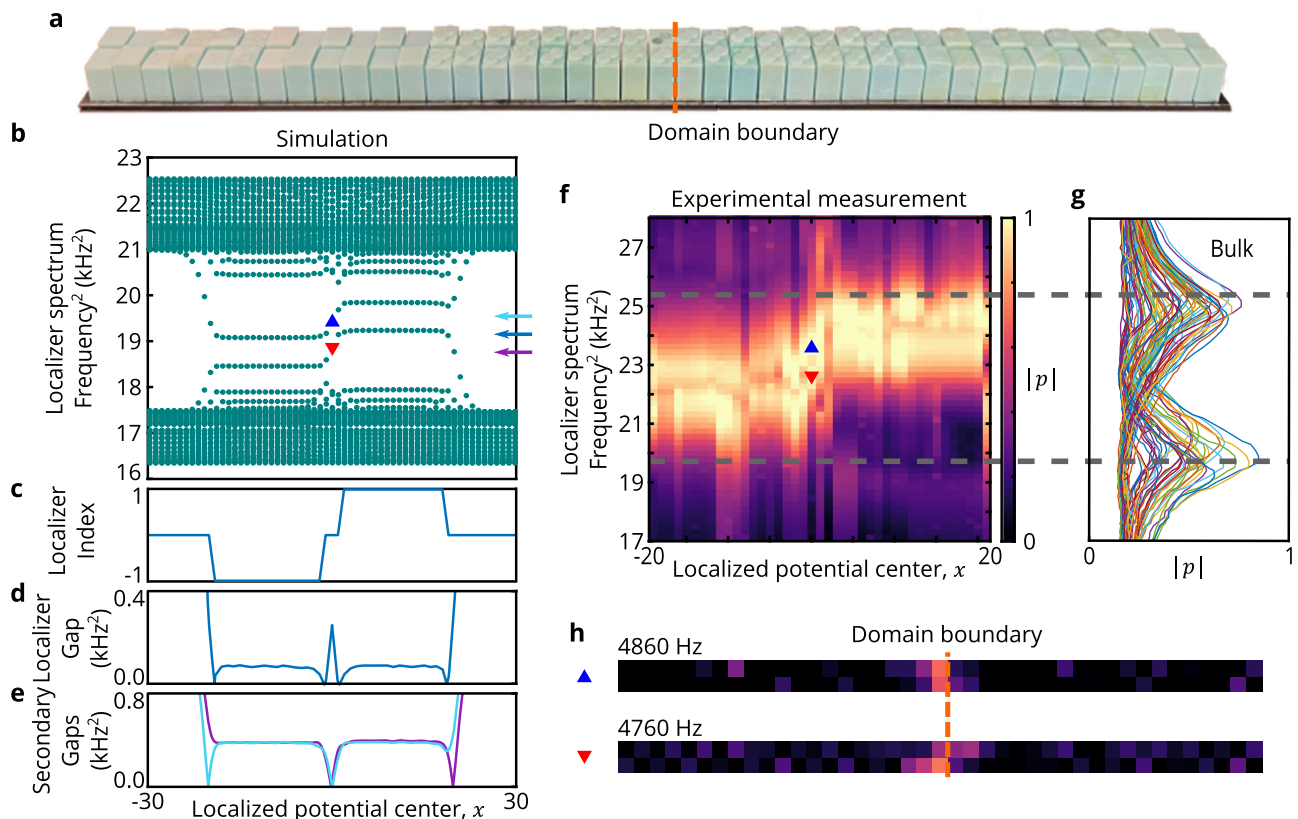 a
Domain boundary
b
Simulation
Localizer spectrum
Frequency² (kHz²)
23
22
21
20
19
18
17
16
c
Localizer
Index
1
-1
d
Localizer
Gap
(kHz²)
0.4
0.0
e
Secondary
Gaps
(kHz²)
0.8
0.0
-30
30
Localized potential center, x
f
Experimental measurement
Localizer spectrum
Frequency² (kHz²)
27
25
23
21
19
17
-20
20
Localized potential center, x
1
|p|
0
g
Bulk
0
1
|p|
h
Domain boundary
4860 Hz
4760 Hz